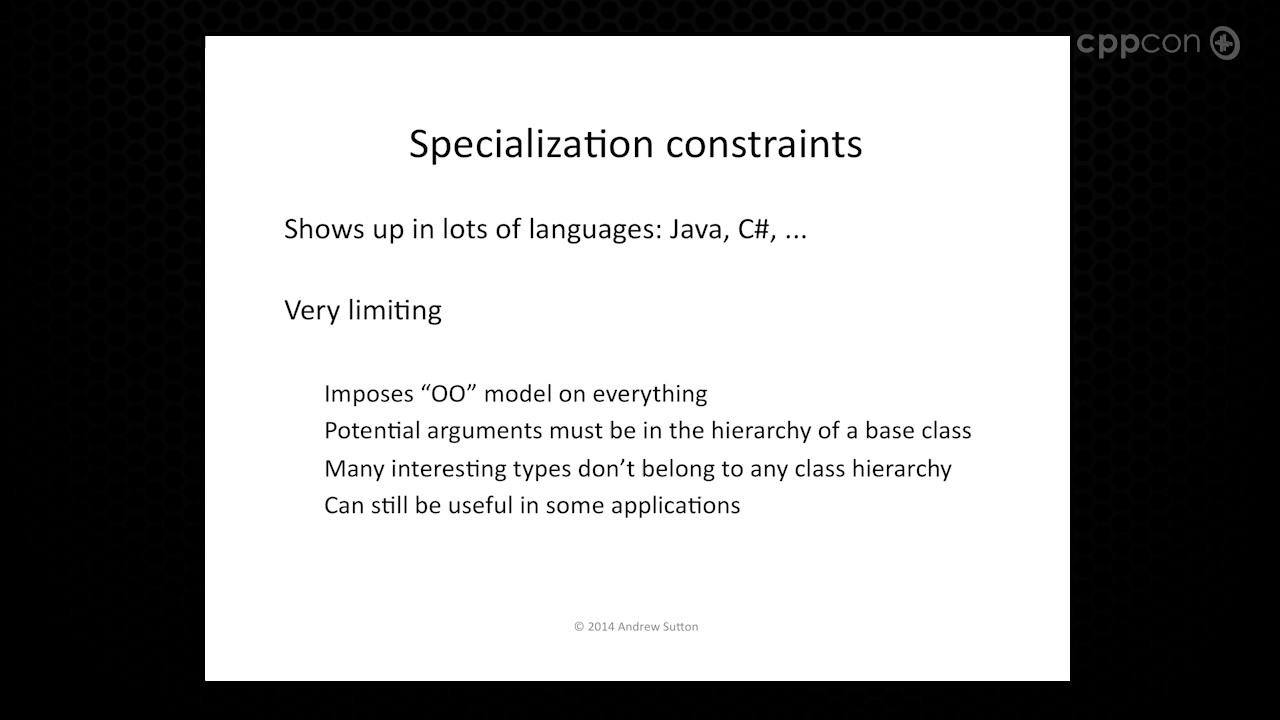 cppcon
Specialization constraints
Shows up in lots of languages: Java, C#, ...
Very limiting
Imposes “OO” model on everything
Potential arguments must be in the hierarchy of a base class
Many interesting types don’t belong to any class hierarchy
Can still be useful in some applications
© 2014 Andrew Sutton